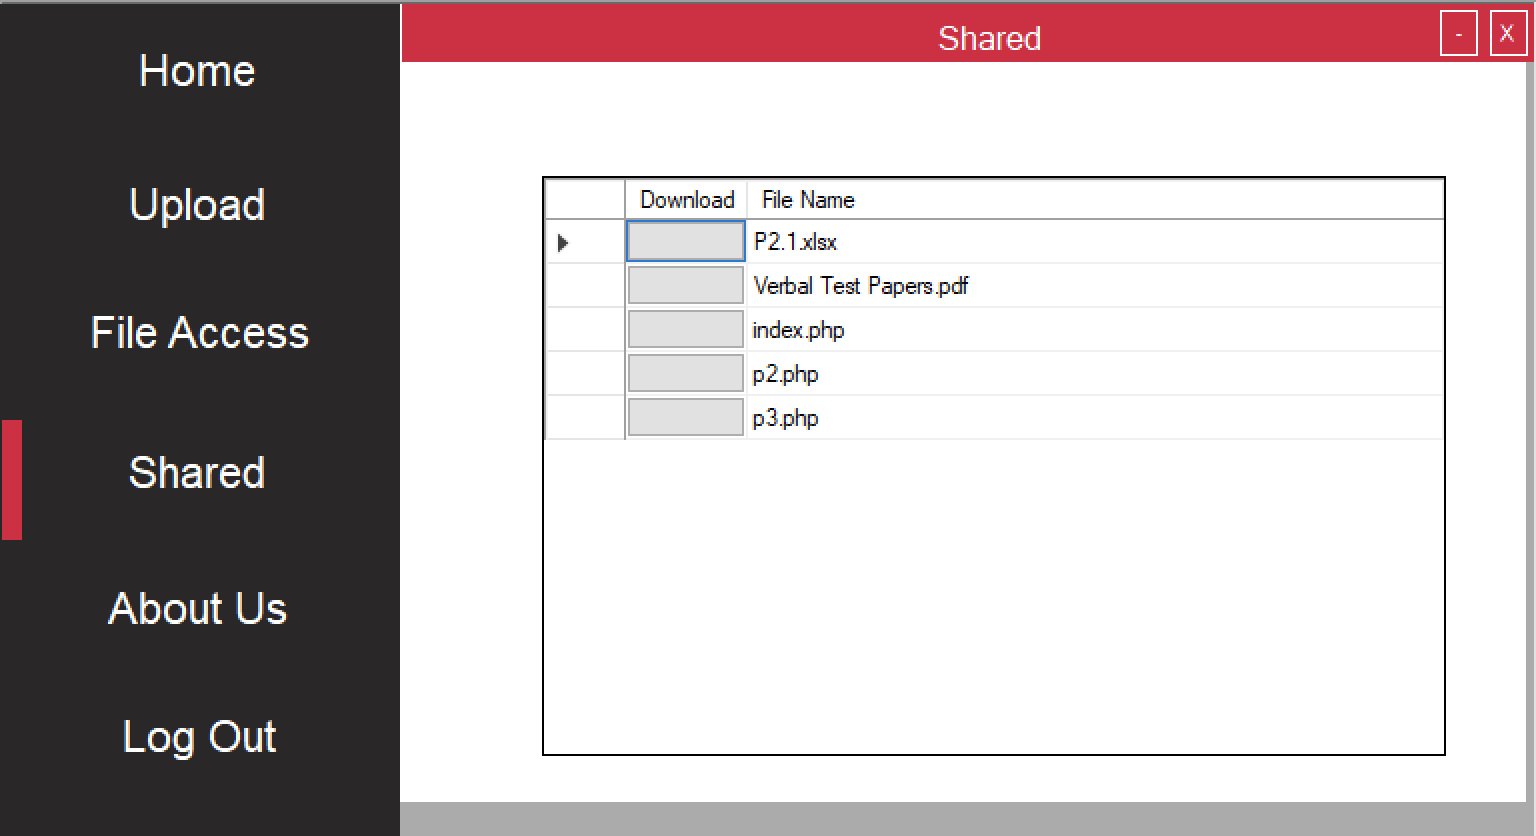 Home
Upload
File Access
Shared
About Us
Log Out
Shared
- X
Download File Name
P2.1.xlsx
Verbal Test Papers.pdf
index.php
p2.php
p3.php